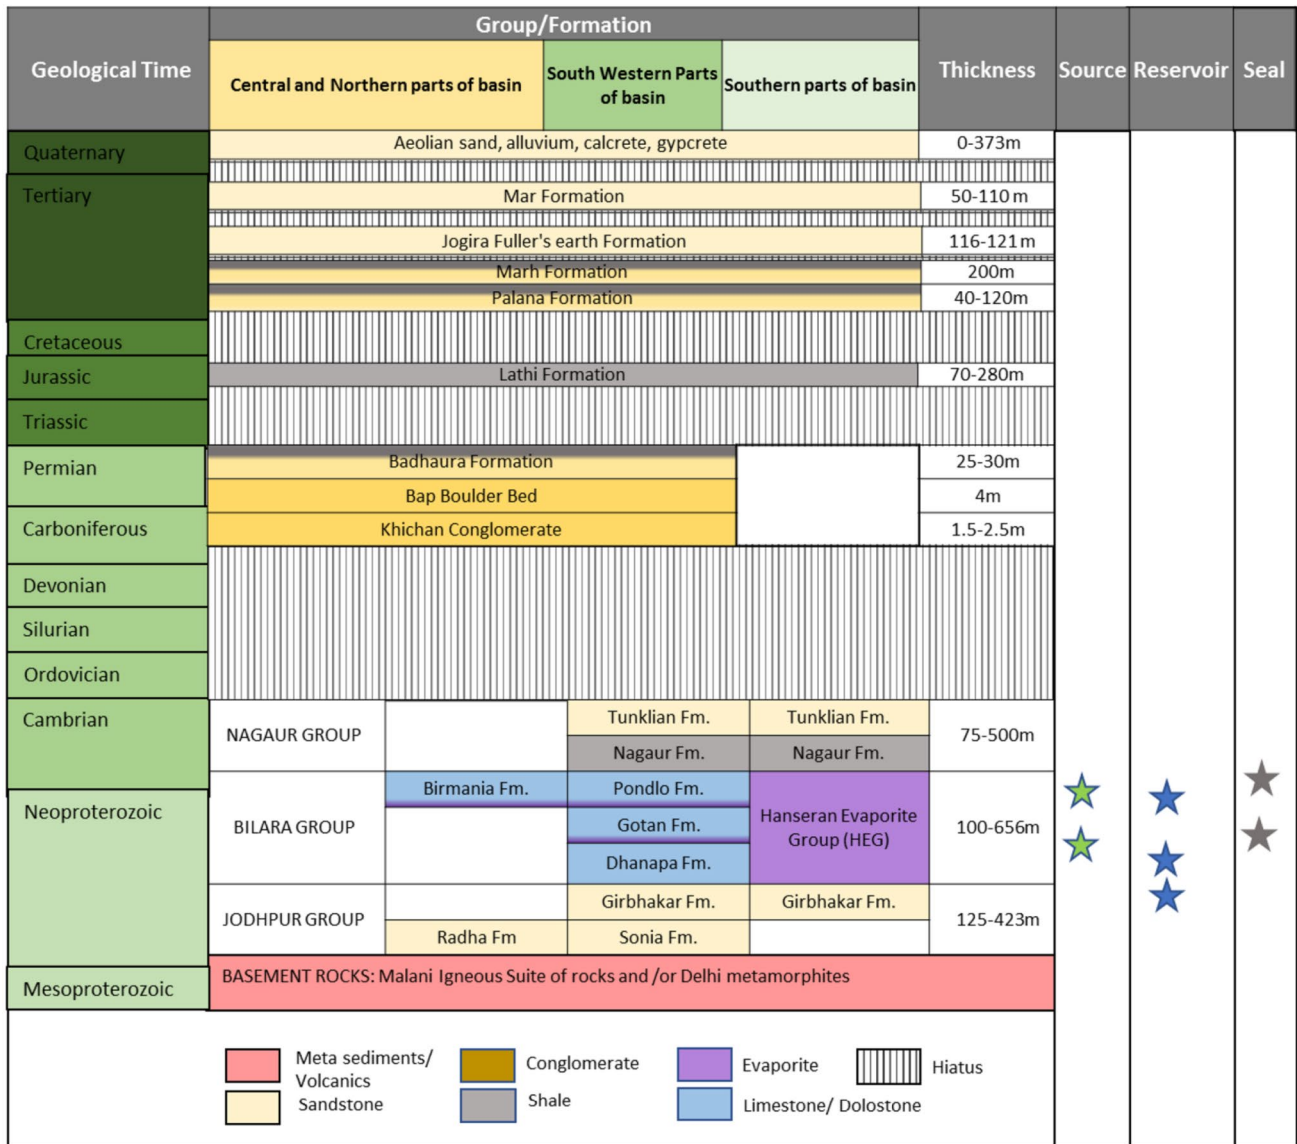 Geological Time
Group/Formation
Thickness
Source
Reservoir
Seal
Central and Northern parts of basin
South Western Parts
of basin
Southern parts of basin
Quaternary
Aeolian sand, alluvium, calcrete, gypcrete
0-373m
Tertiary
Mar Formation
50-110 m
Jogira Fuller's earth Formation
116-121 m
Marh Formation
200m
Palana Formation
40-120m
Cretaceous
Jurassic
Lathi Formation
70-280m
Triassic
Permian
Badhaura Formation
25-30m
Bap Boulder Bed
4m
Carboniferous
Khichan Conglomerate
1.5-2.5m
Devonian
Silurian
Ordovician
Cambrian
NAGAUR GROUP
Tunklian Fm.
Tunklian Fm.
75-500m
Nagaur Fm.
Nagaur Fm.
Neoproterozoic
BILARA GROUP
Birmania Fm.
Pondlo Fm.
Hanseran Evaporite
Group (HEG)
100-656m
Gotan Fm.
Dhanapa Fm.
JODHPUR GROUP
Girbhakar Fm.
Girbhakar Fm.
125-423m
Radha Fm
Sonia Fm.
Mesoproterozoic
BASEMENT ROCKS: Malani Igneous Suite of rocks and /or Delhi metamorphites
Meta sediments/
Volcanics
Conglomerate
Evaporite
Hiatus
Sandstone
Shale
Limestone/ Dolostone